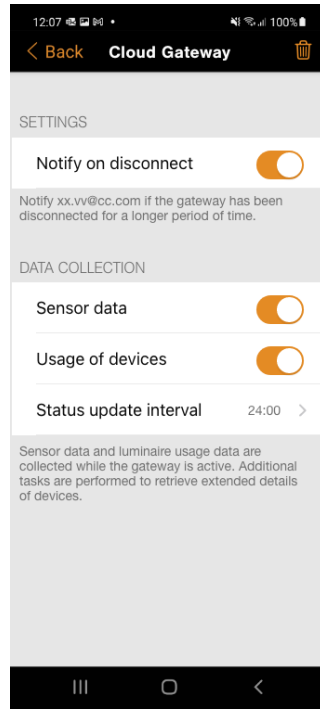 12:07 100%
Back Cloud Gateway
SETTINGS
Notify on disconnect
Notify xx.vv@cc.com if the gateway has been
disconnected for a longer period of time.
DATA COLLECTION
Sensor data
Usage of devices
Status update interval 24:00
Sensor data and luminaire usage data are
collected while the gateway is active. Additional
tasks are performed to retrieve extended details
of devices.